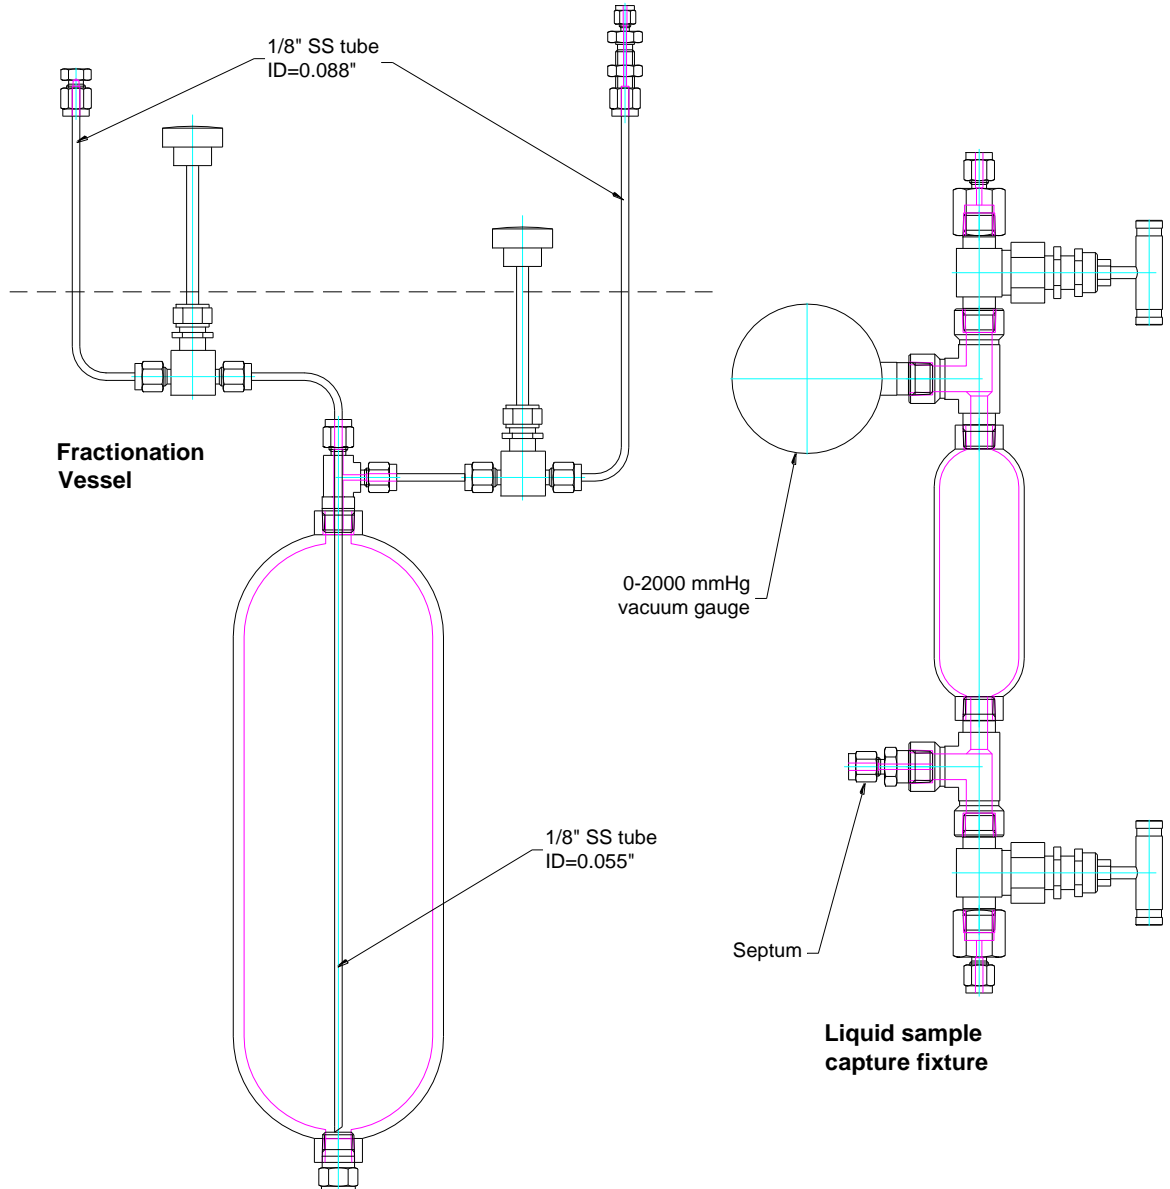 1/8" SS tube
ID=0.088"
Fractionation
Vessel
0-2000 mmHg
vacuum gauge
1/8" SS tube
ID=0.055"
Septum
Liquid sample
capture fixture